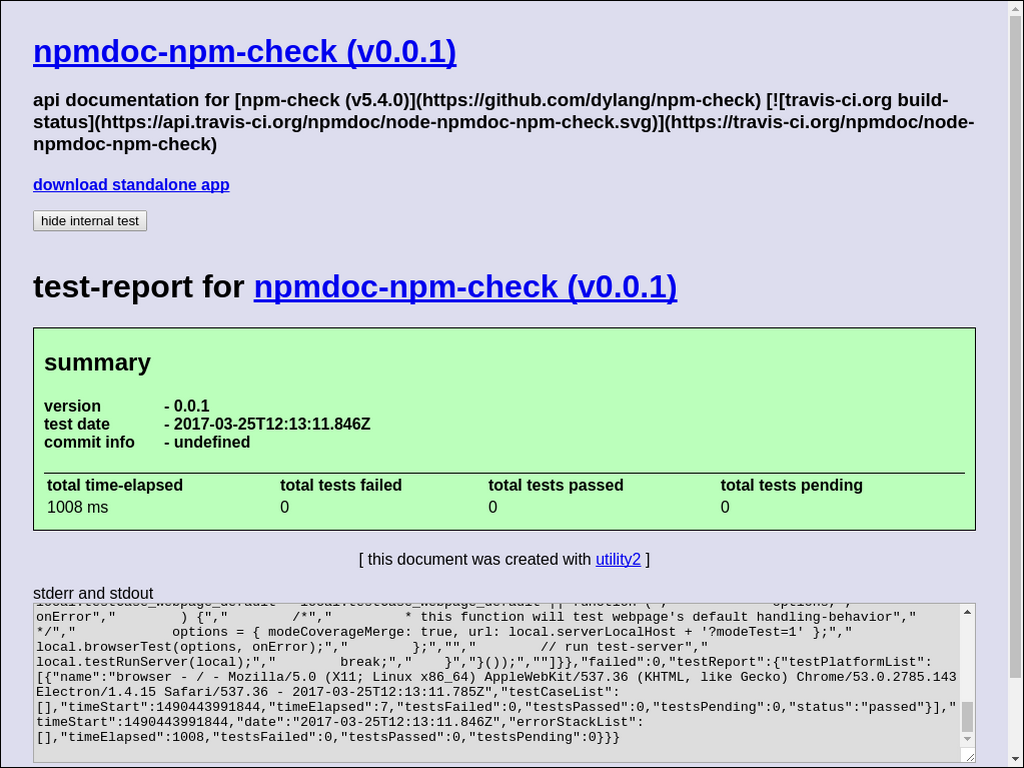 npmdoc-npm-check (v0.0.1)
api documentation for [npm-check (v5.4.0)](https://github.com/dylang/npm-check) [![travis-ci.org build-
status](https://api.travis-ci.org/npmdoc/node-npmdoc-npm-check.svg)](https://travis-ci.org/npmdoc/node-
npmdoc-npm-check)
download standalone app
hide internal test
test-report for npmdoc-npm-check (v0.0.1)
summary
version - 0.0.1
test date - 2017-03-25T12:13:11.846Z
commit info - undefined
total time-elapsed total tests failed total tests passed total tests pending
1008 ms 0 0 0
[ this document was created with utility2 ]
stderr and stdout
onError","        ) {","        /*","         * this function will test webpage's default handling-behavior","
*/","            options = { modeCoverageMerge: true, url: local.serverLocalHost + '?modeTest=1' };","
local.browserTest(options, onError);","        };","","        // run test-server","
local.testRunServer(local);","        break;","    }","}());",""]}},"failed":0,"testReport":{"testPlatformList":
[{"name":"browser - / - Mozilla/5.0 (X11; Linux x86_64) AppleWebKit/537.36 (KHTML, like Gecko) Chrome/53.0.2785.143
Electron/1.4.15 Safari/537.36 - 2017-03-25T12:13:11.785Z","testCaseList":
[],"timeStart":1490443991844,"timeElapsed":7,"testsFailed":0,"testsPassed":0,"testsPending":0,"status":"passed"}],"
timeStart":1490443991844,"date":"2017-03-25T12:13:11.846Z","errorStackList":
[],"timeElapsed":1008,"testsFailed":0,"testsPassed":0,"testsPending":0}}}